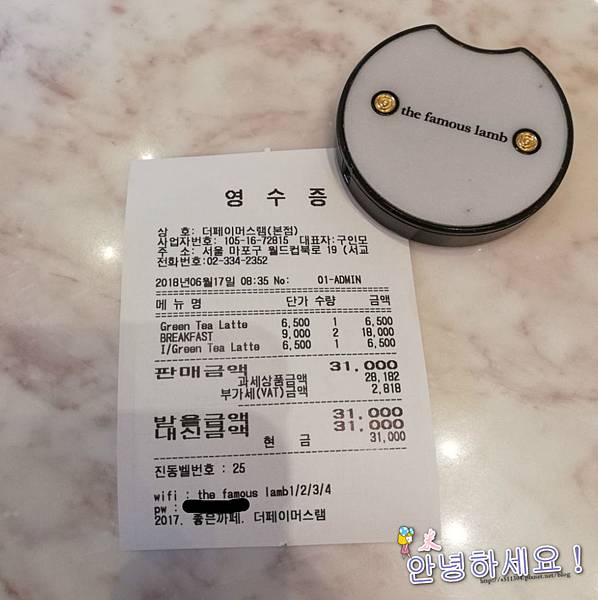 the famous lamb
영 수 증
상 호: 더페이머스램(본점)
사업자번호: 105-16-72815 대표자:구인모
주 소: 서울 마포구 월드컵북로 19 (서교
전화번호:02-334-2352
2018년06월17일 08:35 No: 01-ADMIN
메 뉴 명 단가 수량 금액
Green Tea Latte 6,500 1 6,500
BREAKFAST 9,000 2 18,000
I/Green Tea Latte 6,500 1 6,500
판매금액 31,000
과세상품금액 28,182
부가세(VAT)금액 2,818
받을금액 31,000
내신금액 31,000
현 금 31,000
진동벨번호 : 25
wifi : the famous lamb1/2/3/4
pw :
2017. 좋은까페. 더페이머스램
안녕하세요!